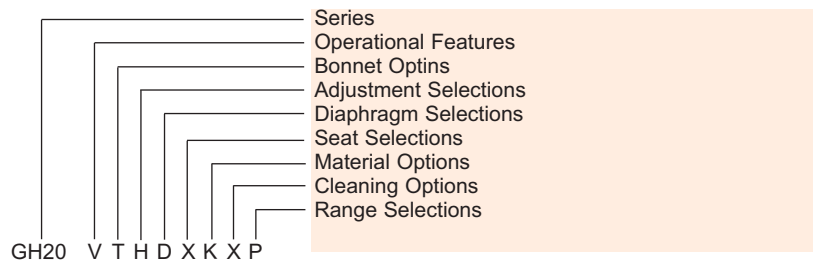 Series
Operational Features
Bonnet Optins
Adjustment Selections
Diaphragm Selections
Seat Selections
Material Options
Cleaning Options
Range Selections
GH20 V T H D X K X P